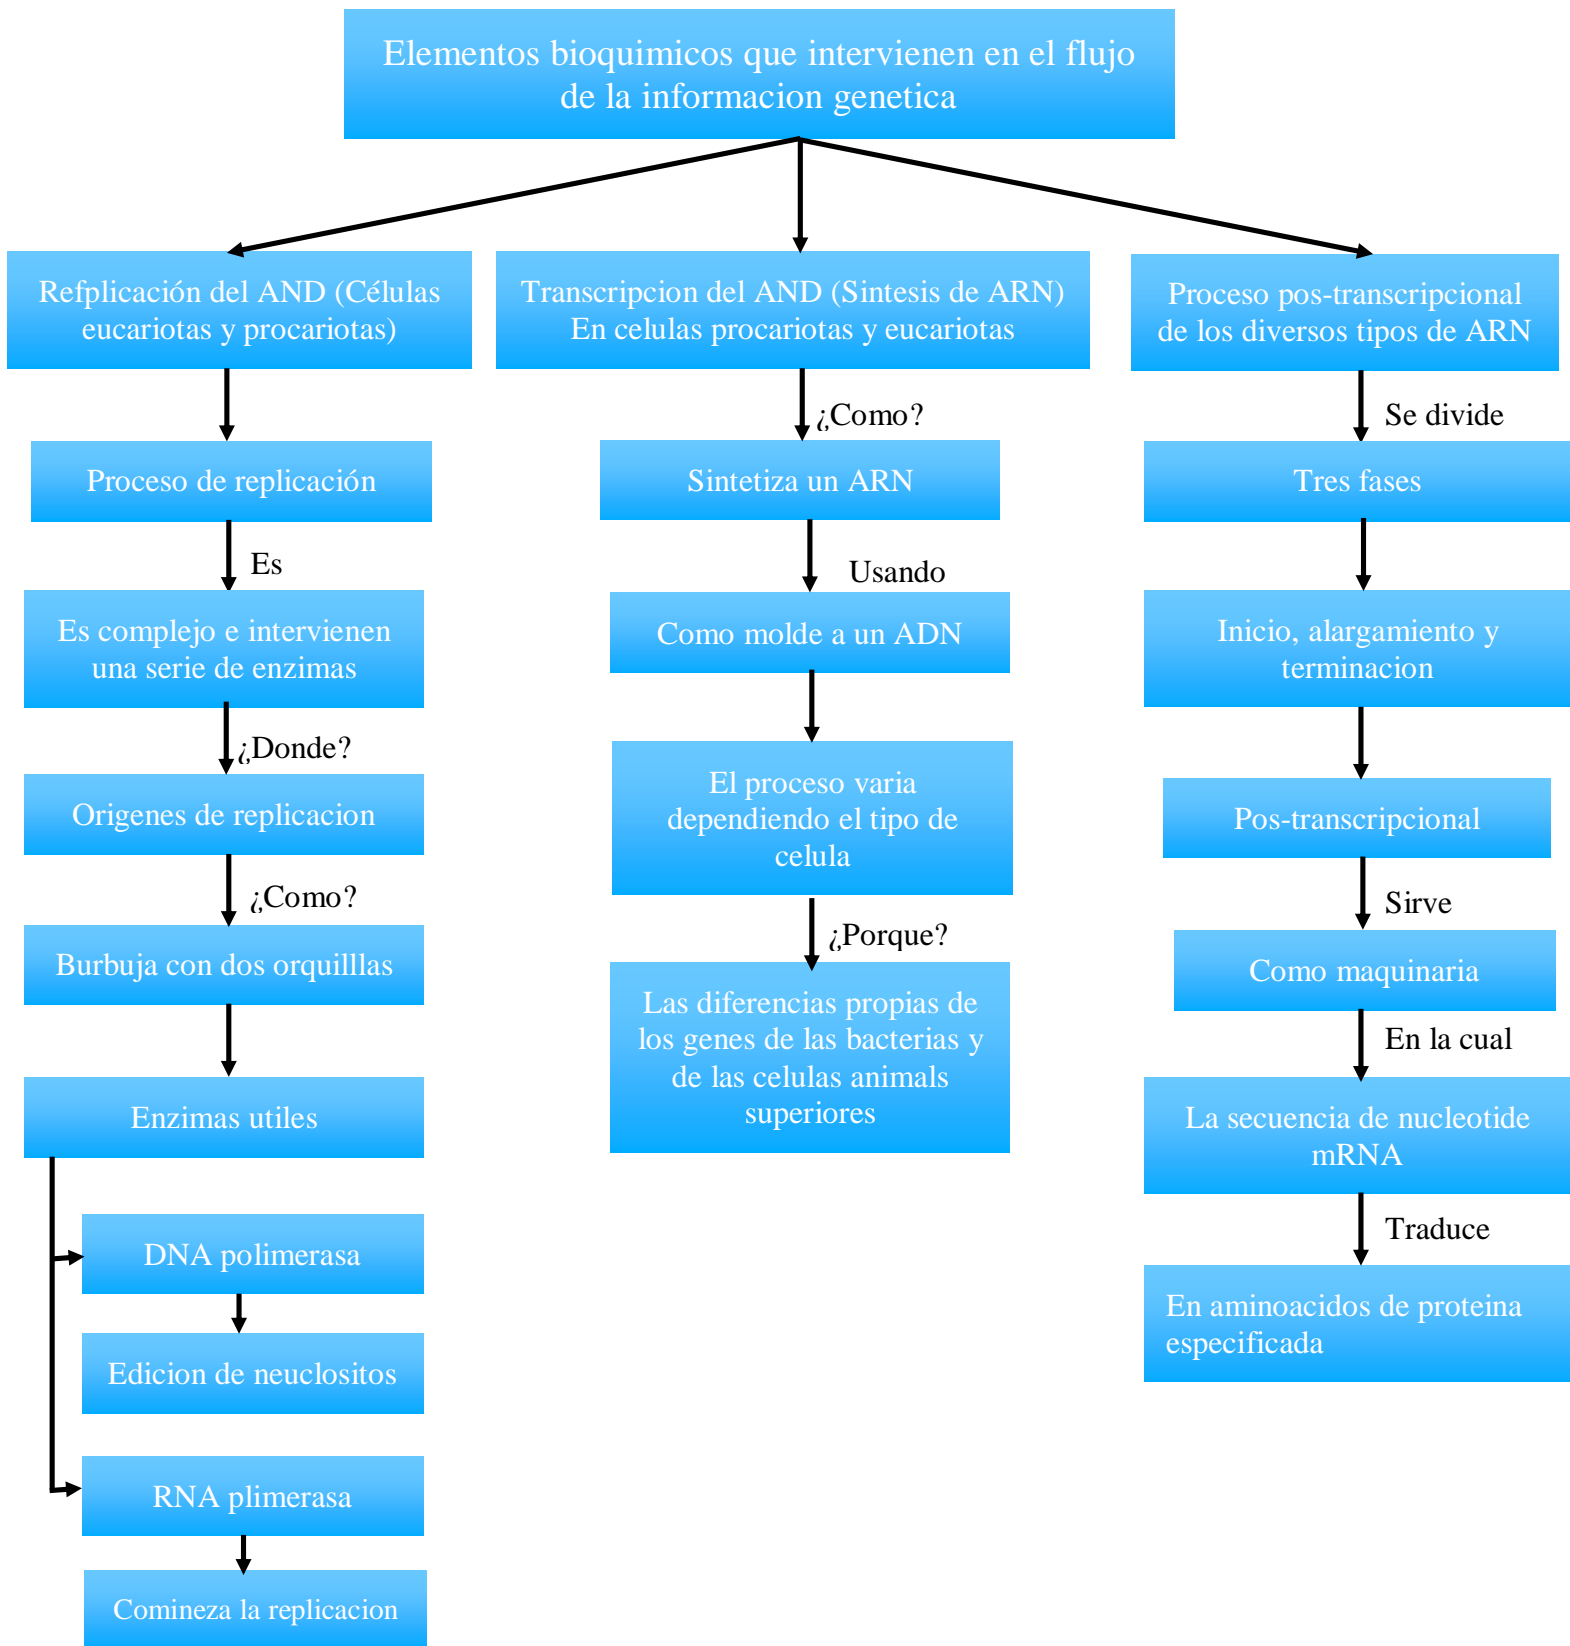 Elementos bioquimicos que intervienen en el flujo
de la informacion genetica
Refplicación del AND (Células
eucariotas y procariotas)
Proceso de replicación
Es
Es complejo e intervienen
una serie de enzimas
¿Donde?
Origenes de replicacion
¿Como?
Burbuja con dos orquilllas
Enzimas utiles
DNA polimerasa
Edicion de neuclositos
RNA plimerasa
Comineza la replicacion
Transcripcion del AND (Sintesis de ARN)
En celulas procariotas y eucariotas
¿Como?
Sintetiza un ARN
Usando
Como molde a un ADN
El proceso varia
dependiendo el tipo de
celula
¿Porque?
Las diferencias propias de
los genes de las bacterias y
de las celulas animals
superiores
Proceso pos-transcripcional
de los diversos tipos de ARN
Se divide
Tres fases
Inicio, alargamiento y
terminacion
Pos-transcripcional
Sirve
Como maquinaria
En la cual
La secuencia de nucleotide
mRNA
Traduce
En aminoacidos de proteina
especificada